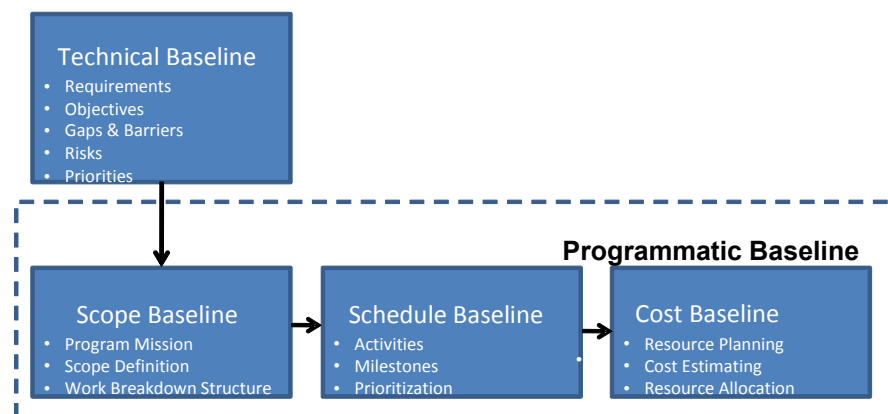 Technical Baseline
• Requirements
• Objectives
• Gaps & Barriers
• Risks
• Priorities
Programmatic Baseline
Scope Baseline
• Program Mission
• Scope Definition
• Work Breakdown Structure
Schedule Baseline
• Activities
• Milestones
• Prioritization
Cost Baseline
• Resource Planning
• Cost Estimating
• Resource Allocation